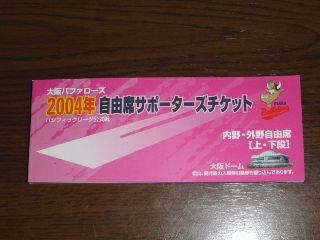 大阪バファローズ
2004年 自由席サポーターズチケット
パシフィックリーグ公式戦
内野・外野自由席
[上・下段]
大阪ドーム